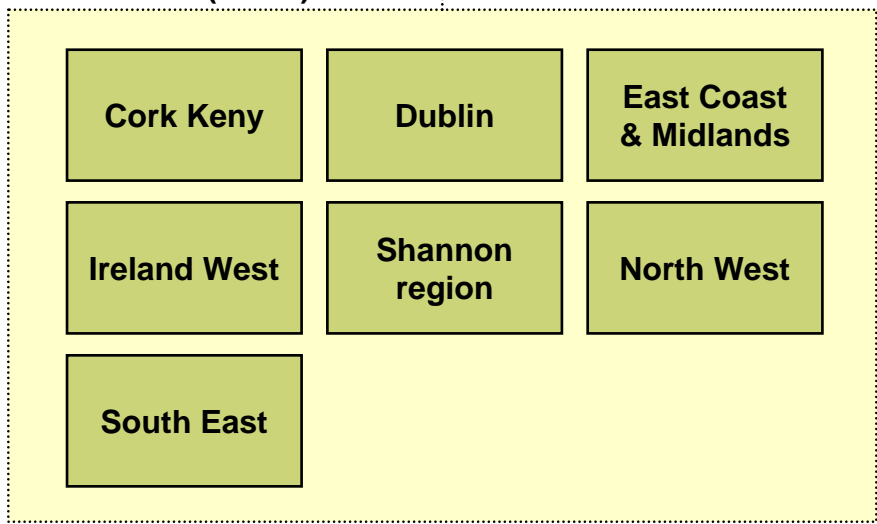 Cork Keny
Dublin
East Coast
& Midlands
Ireland West
Shannon
region
North West
South East